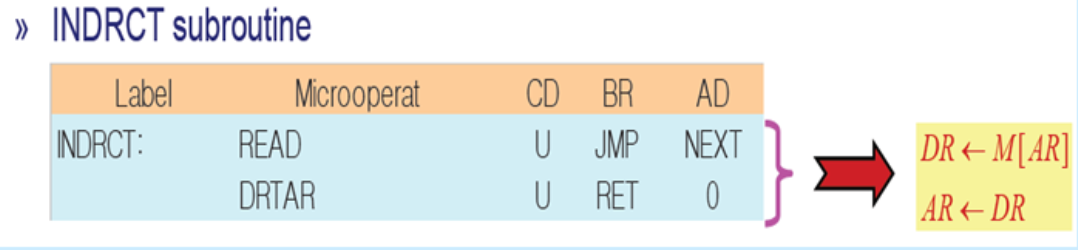 » INDRCT subroutine
Label Microoperat CD BR AD
INDRCT: READ U JMP NEXT
DRTAR U RET 0
DR ← M[AR]
AR ← DR